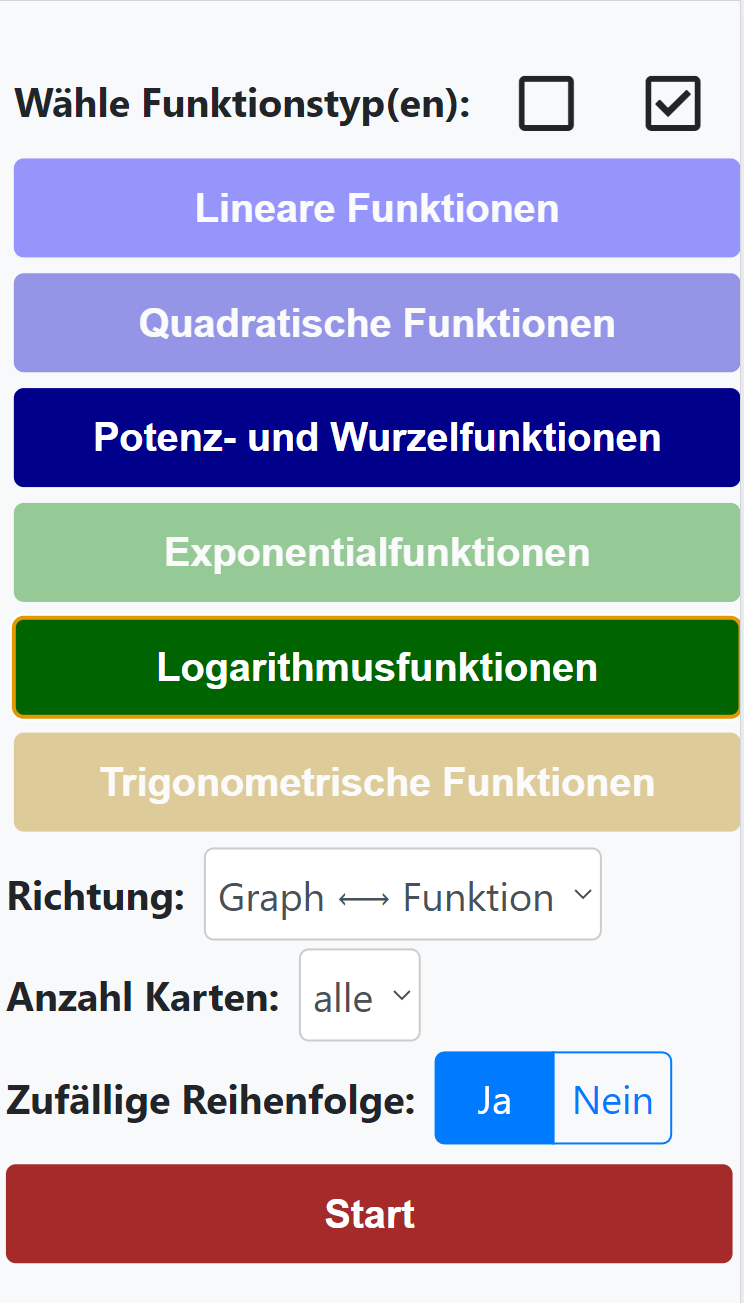 Wähle Funktionstyp(en):
Lineare Funktionen
Quadratische Funktionen
Potenz- und Wurzelfunktionen
Exponentialfunktionen
Logarithmusfunktionen
Trigonometrische Funktionen
Richtung: Graph ⟷ Funktion
Anzahl Karten: alle
Zufällige Reihenfolge: Ja Nein
Start